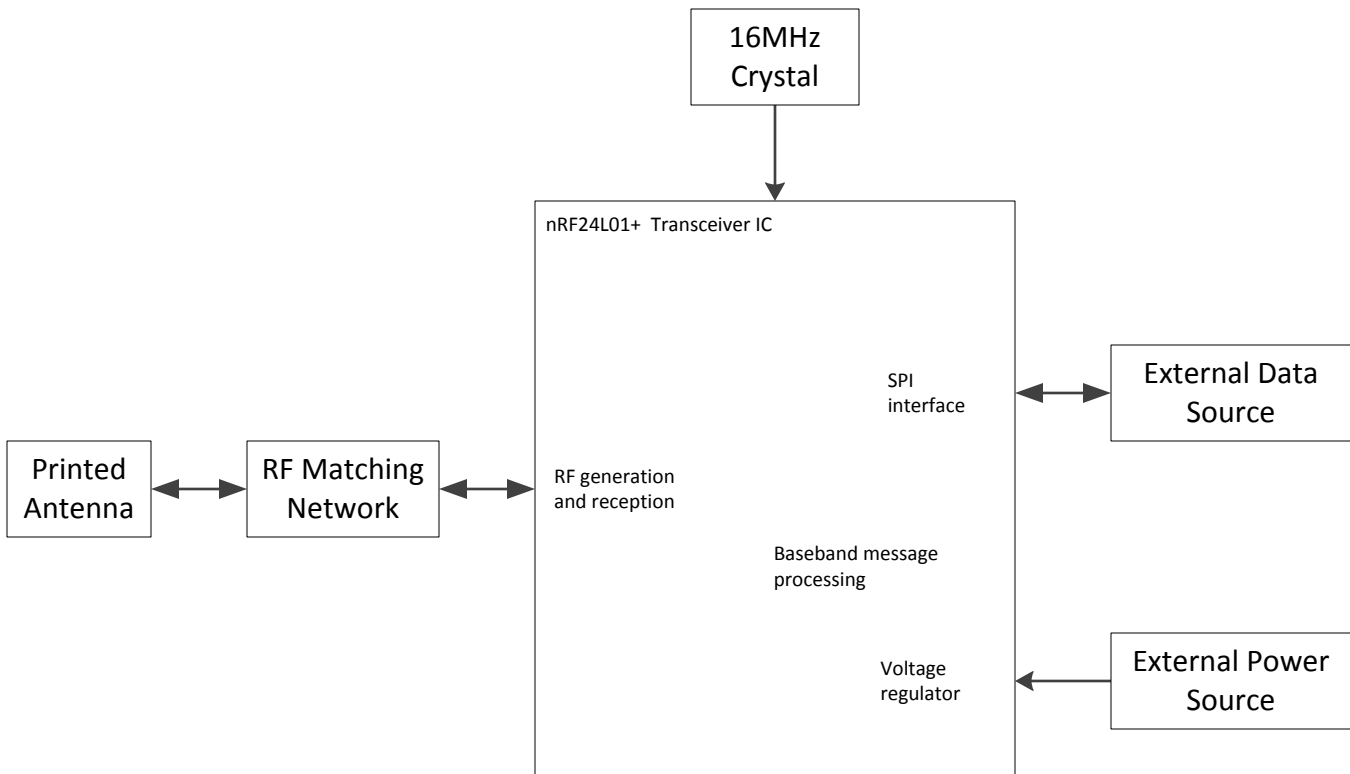 16MHz
Crystal
nRF24L01+ Transceiver IC
SPI
interface
External Data
Source
Printed
Antenna
RF Matching
Network
RF generation
and reception
Baseband message
processing
Voltage
regulator
External Power
Source